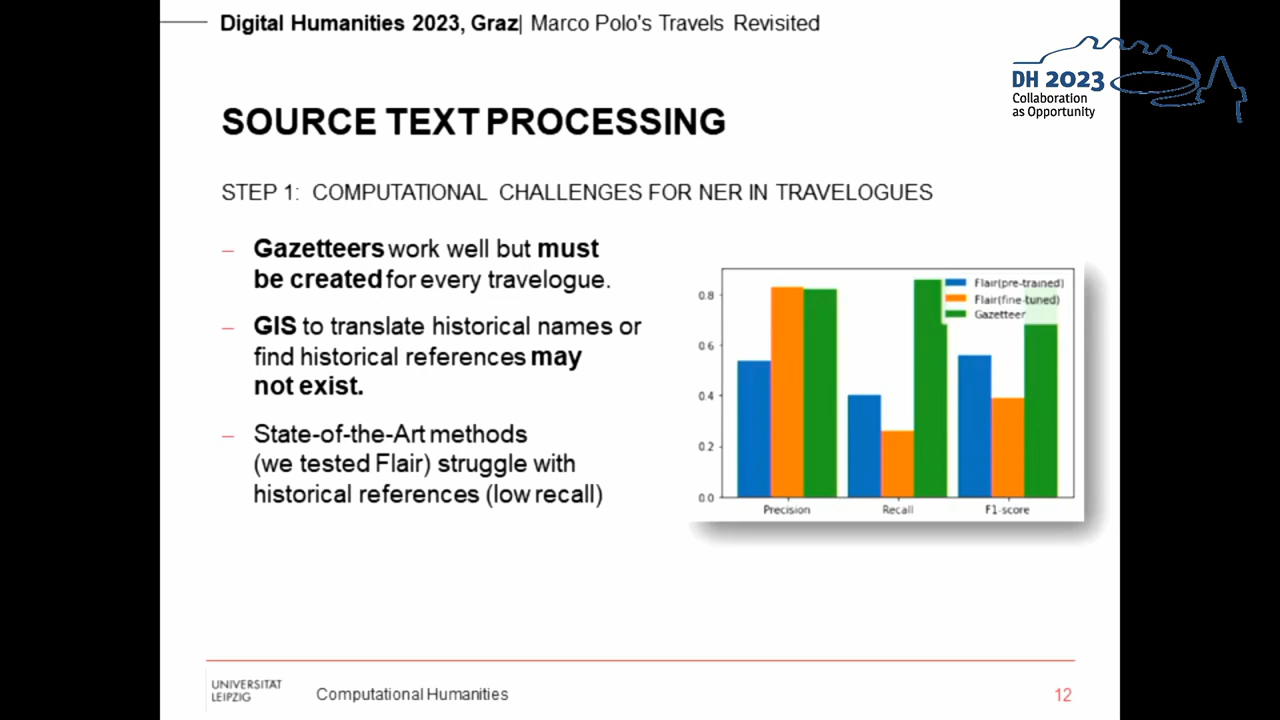 Digital Humanities 2023, Graz| Marco Polo's Travels Revisited
DH 2023
Collaboration
as Opportunity
SOURCE TEXT PROCESSING
STEP 1: COMPUTATIONAL CHALLENGES FOR NER IN TRAVELOGUES
– Gazetteers work well but must
be created for every travelogue.
– GIS to translate historical names or
find historical references may
not exist.
– State-of-the-Art methods
(we tested Flair) struggle with
historical references (low recall)
Flair(pre-trained)
Flair(fine-tuned)
Gazetteer
0.8
0.6
0.4
0.2
0.0
Precision Recall F1-score
UNIVERSITÄT
LEIPZIG
Computational Humanities
12